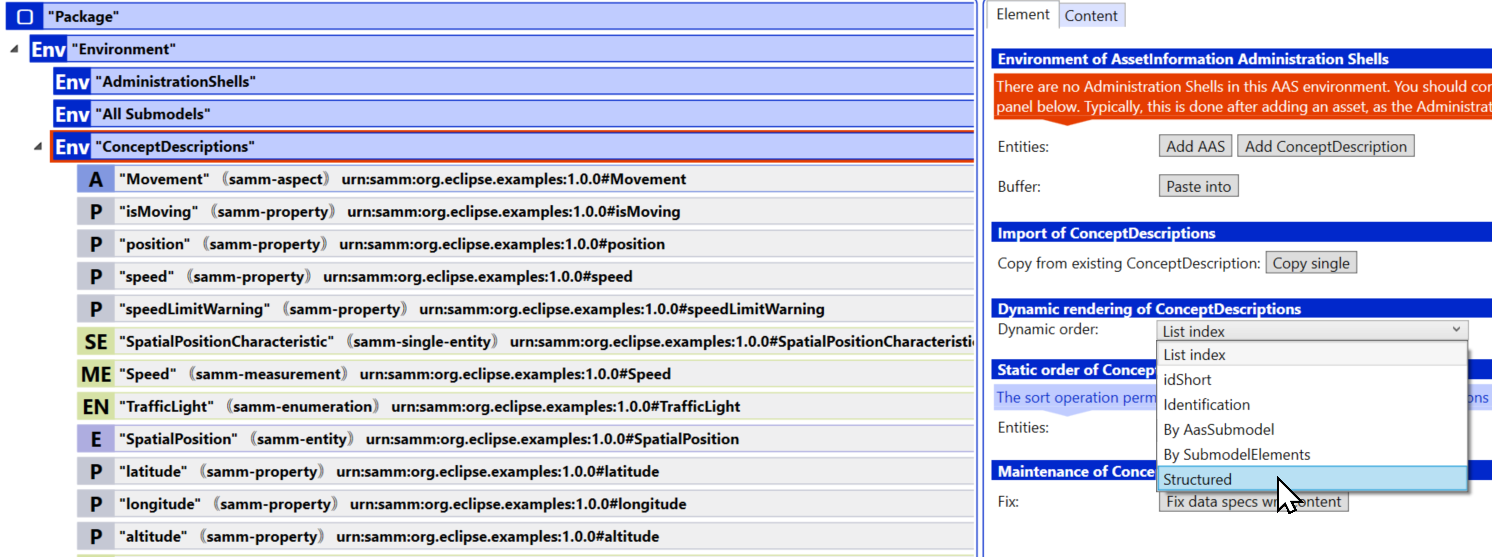 "Package"
Env "Environment"
Env "AdministrationShells"
Env "All Submodels"
Env "ConceptDescriptions"
A "Movement" ⟪samm-aspect⟫ urn:samm:org.eclipse.examples:1.0.0#Movement
P "isMoving" ⟪samm-property⟫ urn:samm:org.eclipse.examples:1.0.0#isMoving
P "position" ⟪samm-property⟫ urn:samm:org.eclipse.examples:1.0.0#position
P "speed" ⟪samm-property⟫ urn:samm:org.eclipse.examples:1.0.0#speed
P "speedLimitWarning" ⟪samm-property⟫ urn:samm:org.eclipse.examples:1.0.0#speedLimitWarning
SE "SpatialPositionCharacteristic" ⟪samm-single-entity⟫ urn:samm:org.eclipse.examples:1.0.0#SpatialPositionCharacteristi
ME "Speed" ⟪samm-measurement⟫ urn:samm:org.eclipse.examples:1.0.0#Speed
EN "TrafficLight" ⟪samm-enumeration⟫ urn:samm:org.eclipse.examples:1.0.0#TrafficLight
E "SpatialPosition" ⟪samm-entity⟫ urn:samm:org.eclipse.examples:1.0.0#SpatialPosition
P "latitude" ⟪samm-property⟫ urn:samm:org.eclipse.examples:1.0.0#latitude
P "longitude" ⟪samm-property⟫ urn:samm:org.eclipse.examples:1.0.0#longitude
P "altitude" ⟪samm-property⟫ urn:samm:org.eclipse.examples:1.0.0#altitude
Element Content
Environment of AssetInformation Administration Shells
There are no Administration Shells in this AAS environment. You should cor
panel below. Typically, this is done after adding an asset, as the Administrat
Entities: Add AAS Add ConceptDescription
Buffer: Paste into
Import of ConceptDescriptions
Copy from existing ConceptDescription: Copy single
Dynamic rendering of ConceptDescriptions
Dynamic order: List index
List index
idShort
Identification
By AasSubmodel
By SubmodelElements
Structured
Static order of Concep
The sort operation perm ons
Entities:
Maintenance of Conce
Fix: Fix data specs w ontent